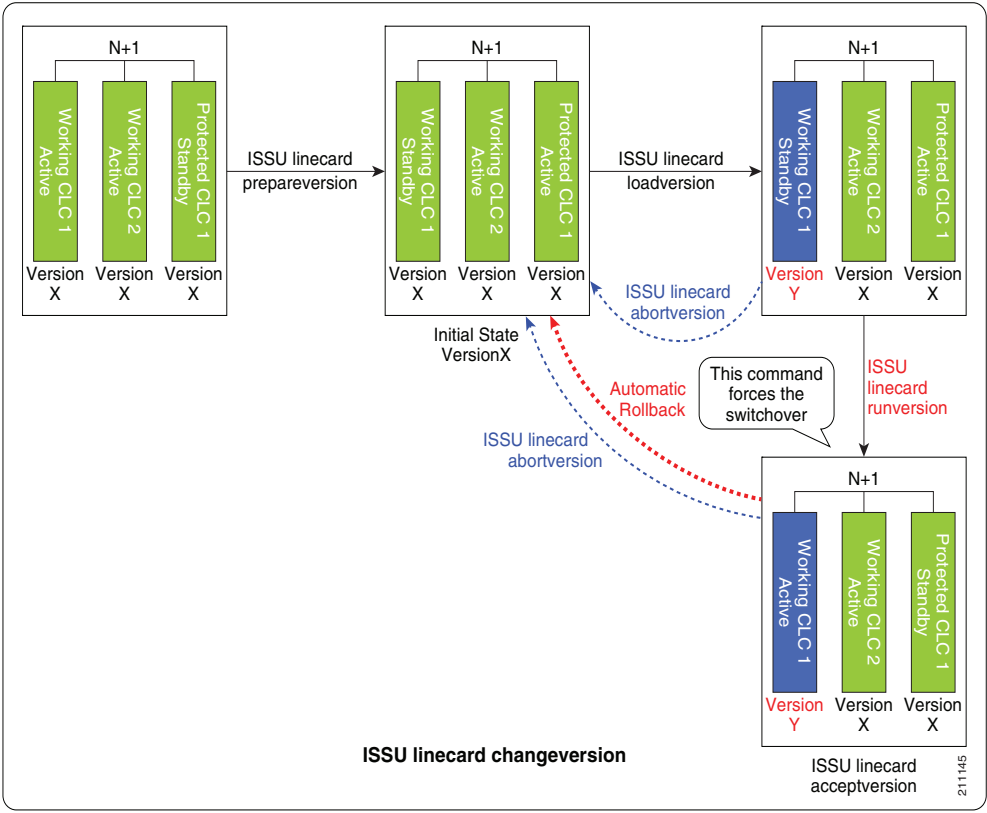 N+1
Working CLC 1
Active
Working CLC 2
Active
Protected CLC 1
Standby
Version
X
Version
X
Version
X
ISSU linecard
prepareversion
N+1
Working CLC 1
Standby
Working CLC 2
Active
Protected CLC 1
Active
Version
X
Version
X
Version
X
Initial State
VersionX
ISSU linecard
loadversion
N+1
Working CLC 1
Standby
Working CLC 2
Active
Protected CLC 1
Active
Version
Y
Version
X
Version
X
ISSU linecard
abortversion
Automatic
Rollback
ISSU linecard
abortversion
This command
forces the
switchover
ISSU
linecard
runversion
N+1
Working CLC 1
Active
Working CLC 2
Active
Protected CLC 1
Standby
Version
Y
Version
X
Version
X
ISSU linecard changeversion
ISSU linecard
acceptversion
211145